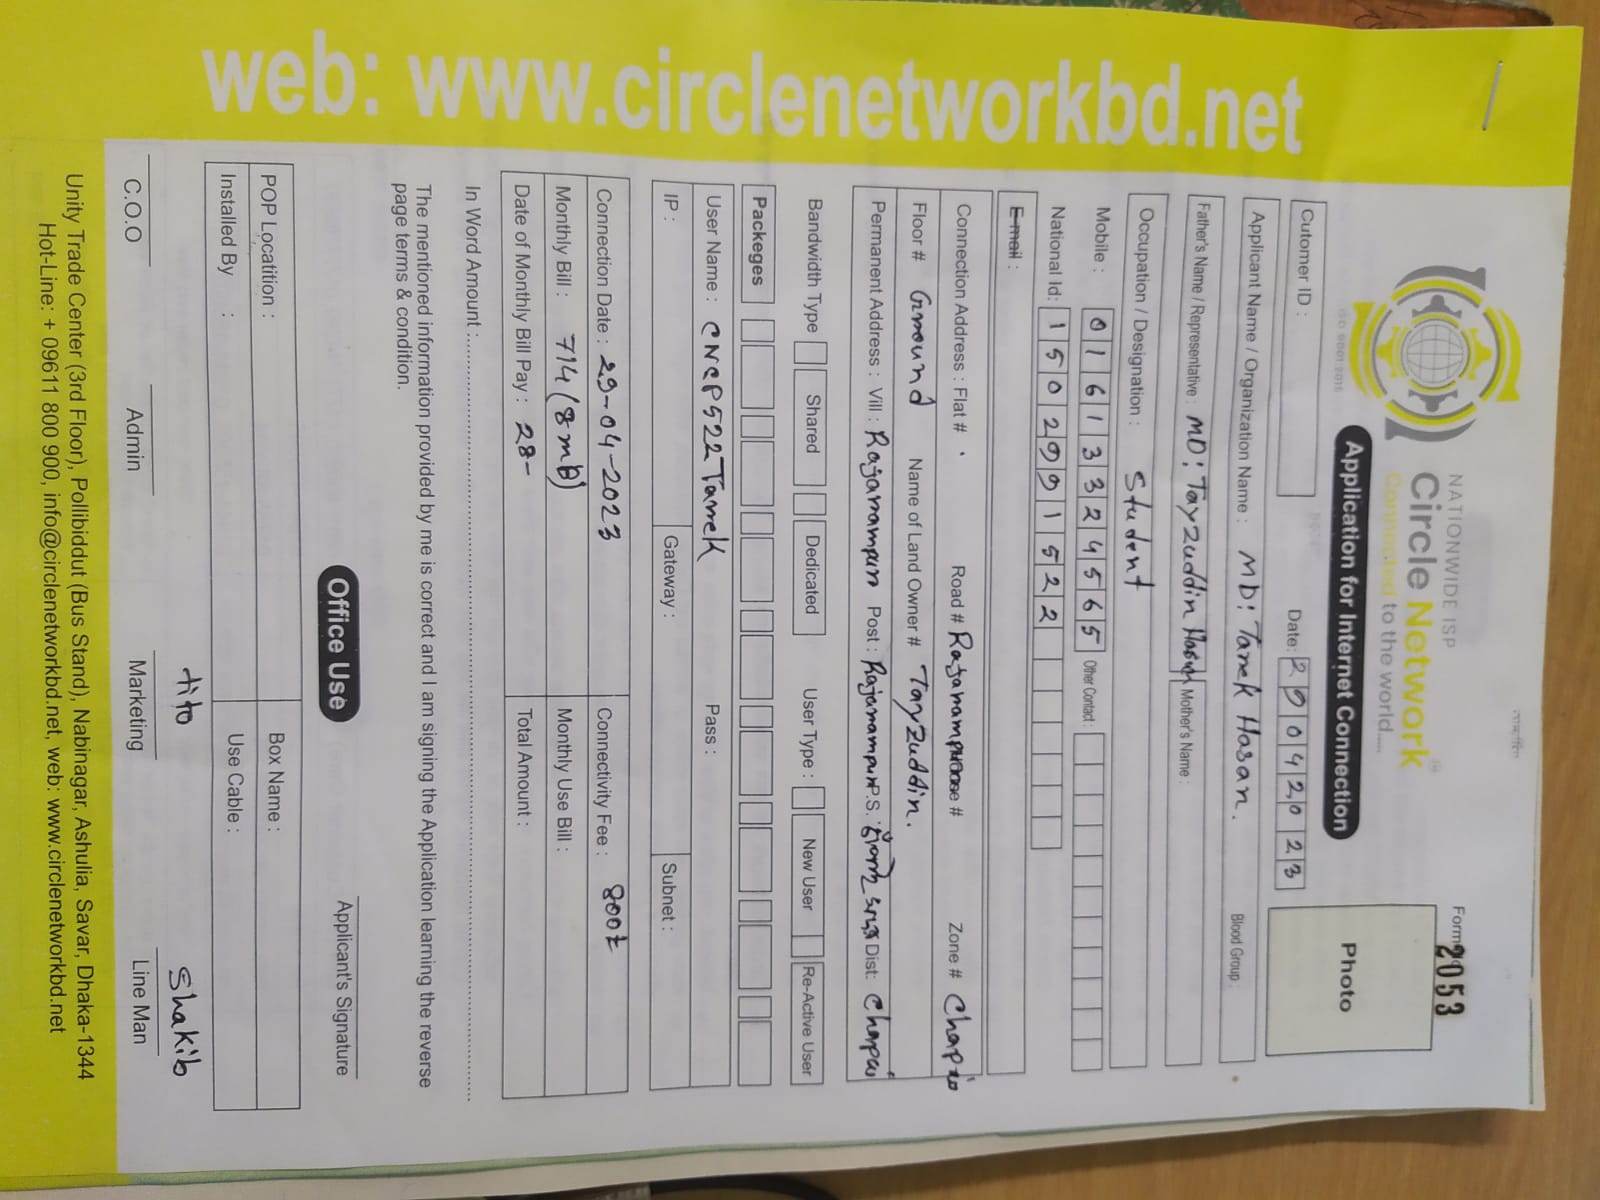 web: www.circlenetworkbd.net
NATIONWIDE ISP
Circle Network
Connected to the world.....
ISO 9001 2015
Form
2053
Application for Internet Connection
Photo
Cutomer ID :
Date: 29042023
Applicant Name / Organization Name : MD: Tarek Hasan.
Blood Group :
Father's Name / Representative : MD: Tayzuddin Hasan Mother's Name :
Occupation / Designation : Student
Mobile : 01613324565 Other Contact :
National Id: 1502991522
E-mail :
Connection Address : Flat # Road # Rajarampur # Zone # Chapai
Floor # Ground Name of Land Owner # Tayzuddin.
Permanent Address : Vill : Rajarampur Post : Rajarampur P.S. : Dist: Chapai
Bandwidth Type Shared Dedicated User Type : New User Re-Active User
Packeges
User Name : CNCP522Tarek Pass :
IP : Gateway : Subnet :
Connection Date : 29-04-2023 Connectivity Fee : 800
Monthly Bill : 714 (8mB) Monthly Use Bill :
Date of Monthly Bill Pay : 28- Total Amount :
In Word Amount :
The mentioned information provided by me is correct and I am signing the Application learning the reverse
page terms & condition.
Applicant's Signature
Office Use
POP Locatition : Box Name :
Installed By : Use Cable :
tito Shakib
C.O.O Admin Marketing Line Man
Unity Trade Center (3rd Floor), Pollibiddut (Bus Stand), Nabinagar, Ashulia, Savar, Dhaka-1344
Hot-Line: + 09611 800 900, info@circlenetworkbd.net, web: www.circlenetworkbd.net